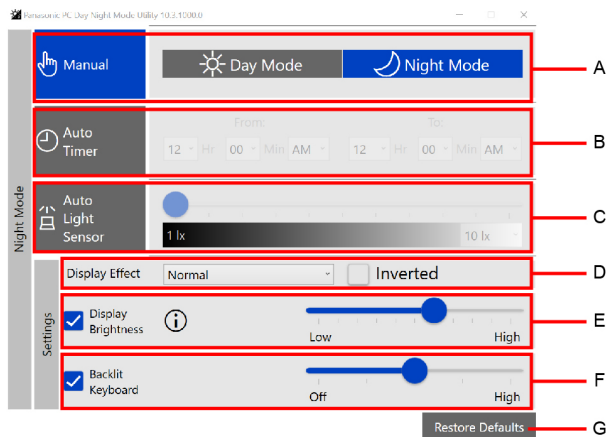 Panasonic PC Day Night Mode Utility 10.3.1000.0
Night Mode
Manual
Day Mode
Night Mode
A
Auto
Timer
From:
To:
12 Hr 00 Min AM 12 Hr 00 Min AM
B
Auto
Light
Sensor
1 lx
10 lx
C
Settings
Display Effect
Normal
Inverted
D
Display
Brightness
Low
High
E
Backlit
Keyboard
Off
High
F
Restore Defaults
G